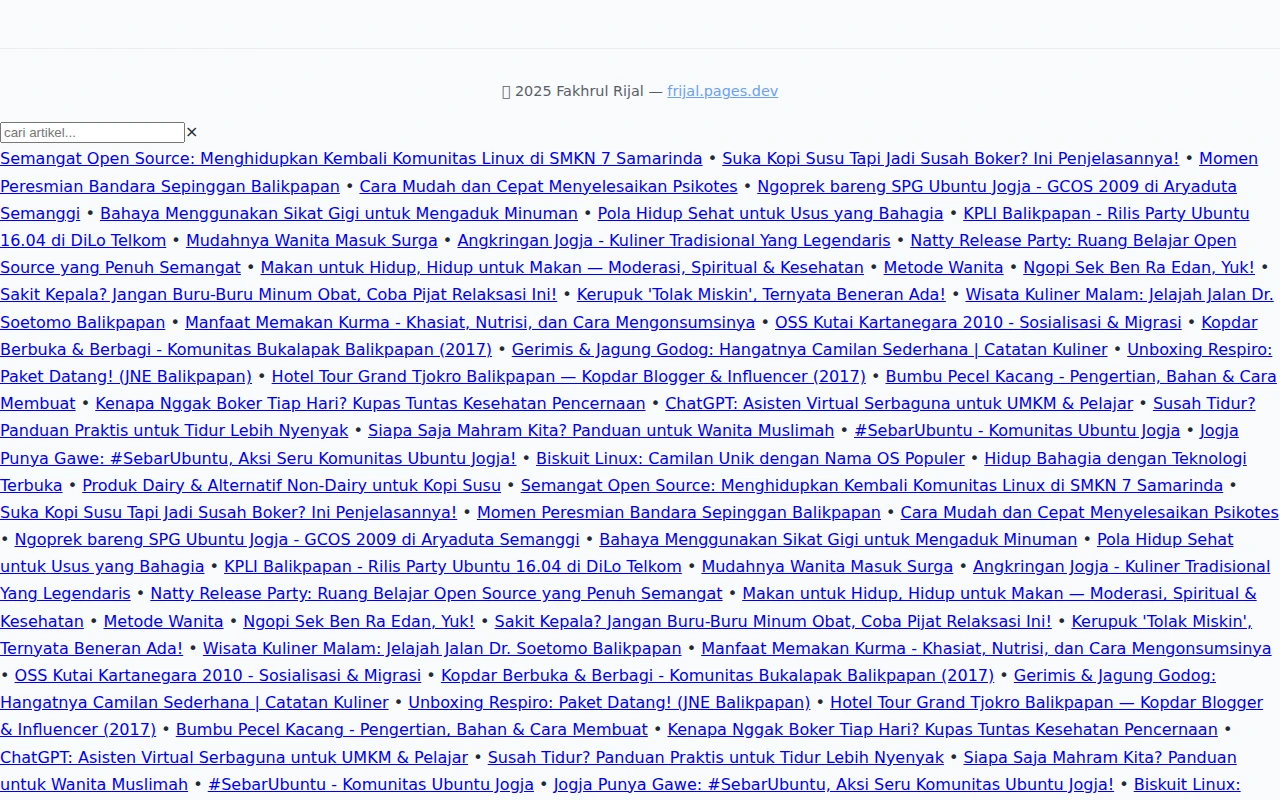 2025 Fakhrul Rijal — frijal.pages.dev
cari artikel... ×
Semangat Open Source: Menghidupkan Kembali Komunitas Linux di SMKN 7 Samarinda • Suka Kopi Susu Tapi Jadi Susah Boker? Ini Penjelasannya! • Momen
Peresmian Bandara Sepinggan Balikpapan • Cara Mudah dan Cepat Menyelesaikan Psikotes • Ngoprek bareng SPG Ubuntu Jogja - GCOS 2009 di Aryaduta
Semanggi • Bahaya Menggunakan Sikat Gigi untuk Mengaduk Minuman • Pola Hidup Sehat untuk Usus yang Bahagia • KPLI Balikpapan - Rilis Party Ubuntu
16.04 di DiLo Telkom • Mudahnya Wanita Masuk Surga • Angkringan Jogja - Kuliner Tradisional Yang Legendaris • Natty Release Party: Ruang Belajar Open
Source yang Penuh Semangat • Makan untuk Hidup, Hidup untuk Makan — Moderasi, Spiritual & Kesehatan • Metode Wanita • Ngopi Sek Ben Ra Edan, Yuk! •
Sakit Kepala? Jangan Buru-Buru Minum Obat, Coba Pijat Relaksasi Ini! • Kerupuk 'Tolak Miskin', Ternyata Beneran Ada! • Wisata Kuliner Malam: Jelajah Jalan Dr.
Soetomo Balikpapan • Manfaat Memakan Kurma - Khasiat, Nutrisi, dan Cara Mengonsumsinya • OSS Kutai Kartanegara 2010 - Sosialisasi & Migrasi • Kopdar
Berbuka & Berbagi - Komunitas Bukalapak Balikpapan (2017) • Gerimis & Jagung Godog: Hangatnya Camilan Sederhana | Catatan Kuliner • Unboxing Respiro:
Paket Datang! (JNE Balikpapan) • Hotel Tour Grand Tjokro Balikpapan — Kopdar Blogger & Influencer (2017) • Bumbu Pecel Kacang - Pengertian, Bahan & Cara
Membuat • Kenapa Nggak Boker Tiap Hari? Kupas Tuntas Kesehatan Pencernaan • ChatGPT: Asisten Virtual Serbaguna untuk UMKM & Pelajar • Susah Tidur?
Panduan Praktis untuk Tidur Lebih Nyenyak • Siapa Saja Mahram Kita? Panduan untuk Wanita Muslimah • #SebarUbuntu - Komunitas Ubuntu Jogja • Jogja
Punya Gawe: #SebarUbuntu, Aksi Seru Komunitas Ubuntu Jogja! • Biskuit Linux: Camilan Unik dengan Nama OS Populer • Hidup Bahagia dengan Teknologi
Terbuka • Produk Dairy & Alternatif Non-Dairy untuk Kopi Susu • Semangat Open Source: Menghidupkan Kembali Komunitas Linux di SMKN 7 Samarinda •
Suka Kopi Susu Tapi Jadi Susah Boker? Ini Penjelasannya! • Momen Peresmian Bandara Sepinggan Balikpapan • Cara Mudah dan Cepat Menyelesaikan Psikotes
• Ngoprek bareng SPG Ubuntu Jogja - GCOS 2009 di Aryaduta Semanggi • Bahaya Menggunakan Sikat Gigi untuk Mengaduk Minuman • Pola Hidup Sehat
untuk Usus yang Bahagia • KPLI Balikpapan - Rilis Party Ubuntu 16.04 di DiLo Telkom • Mudahnya Wanita Masuk Surga • Angkringan Jogja - Kuliner Tradisional
Yang Legendaris • Natty Release Party: Ruang Belajar Open Source yang Penuh Semangat • Makan untuk Hidup, Hidup untuk Makan — Moderasi, Spiritual &
Kesehatan • Metode Wanita • Ngopi Sek Ben Ra Edan, Yuk! • Sakit Kepala? Jangan Buru-Buru Minum Obat, Coba Pijat Relaksasi Ini! • Kerupuk 'Tolak Miskin',
Ternyata Beneran Ada! • Wisata Kuliner Malam: Jelajah Jalan Dr. Soetomo Balikpapan • Manfaat Memakan Kurma - Khasiat, Nutrisi, dan Cara Mengonsumsinya
• OSS Kutai Kartanegara 2010 - Sosialisasi & Migrasi • Kopdar Berbuka & Berbagi - Komunitas Bukalapak Balikpapan (2017) • Gerimis & Jagung Godog:
Hangatnya Camilan Sederhana | Catatan Kuliner • Unboxing Respiro: Paket Datang! (JNE Balikpapan) • Hotel Tour Grand Tjokro Balikpapan — Kopdar Blogger
& Influencer (2017) • Bumbu Pecel Kacang - Pengertian, Bahan & Cara Membuat • Kenapa Nggak Boker Tiap Hari? Kupas Tuntas Kesehatan Pencernaan •
ChatGPT: Asisten Virtual Serbaguna untuk UMKM & Pelajar • Susah Tidur? Panduan Praktis untuk Tidur Lebih Nyenyak • Siapa Saja Mahram Kita? Panduan
untuk Wanita Muslimah • #SebarUbuntu - Komunitas Ubuntu Jogja • Jogja Punya Gawe: #SebarUbuntu, Aksi Seru Komunitas Ubuntu Jogja! • Biskuit Linux: